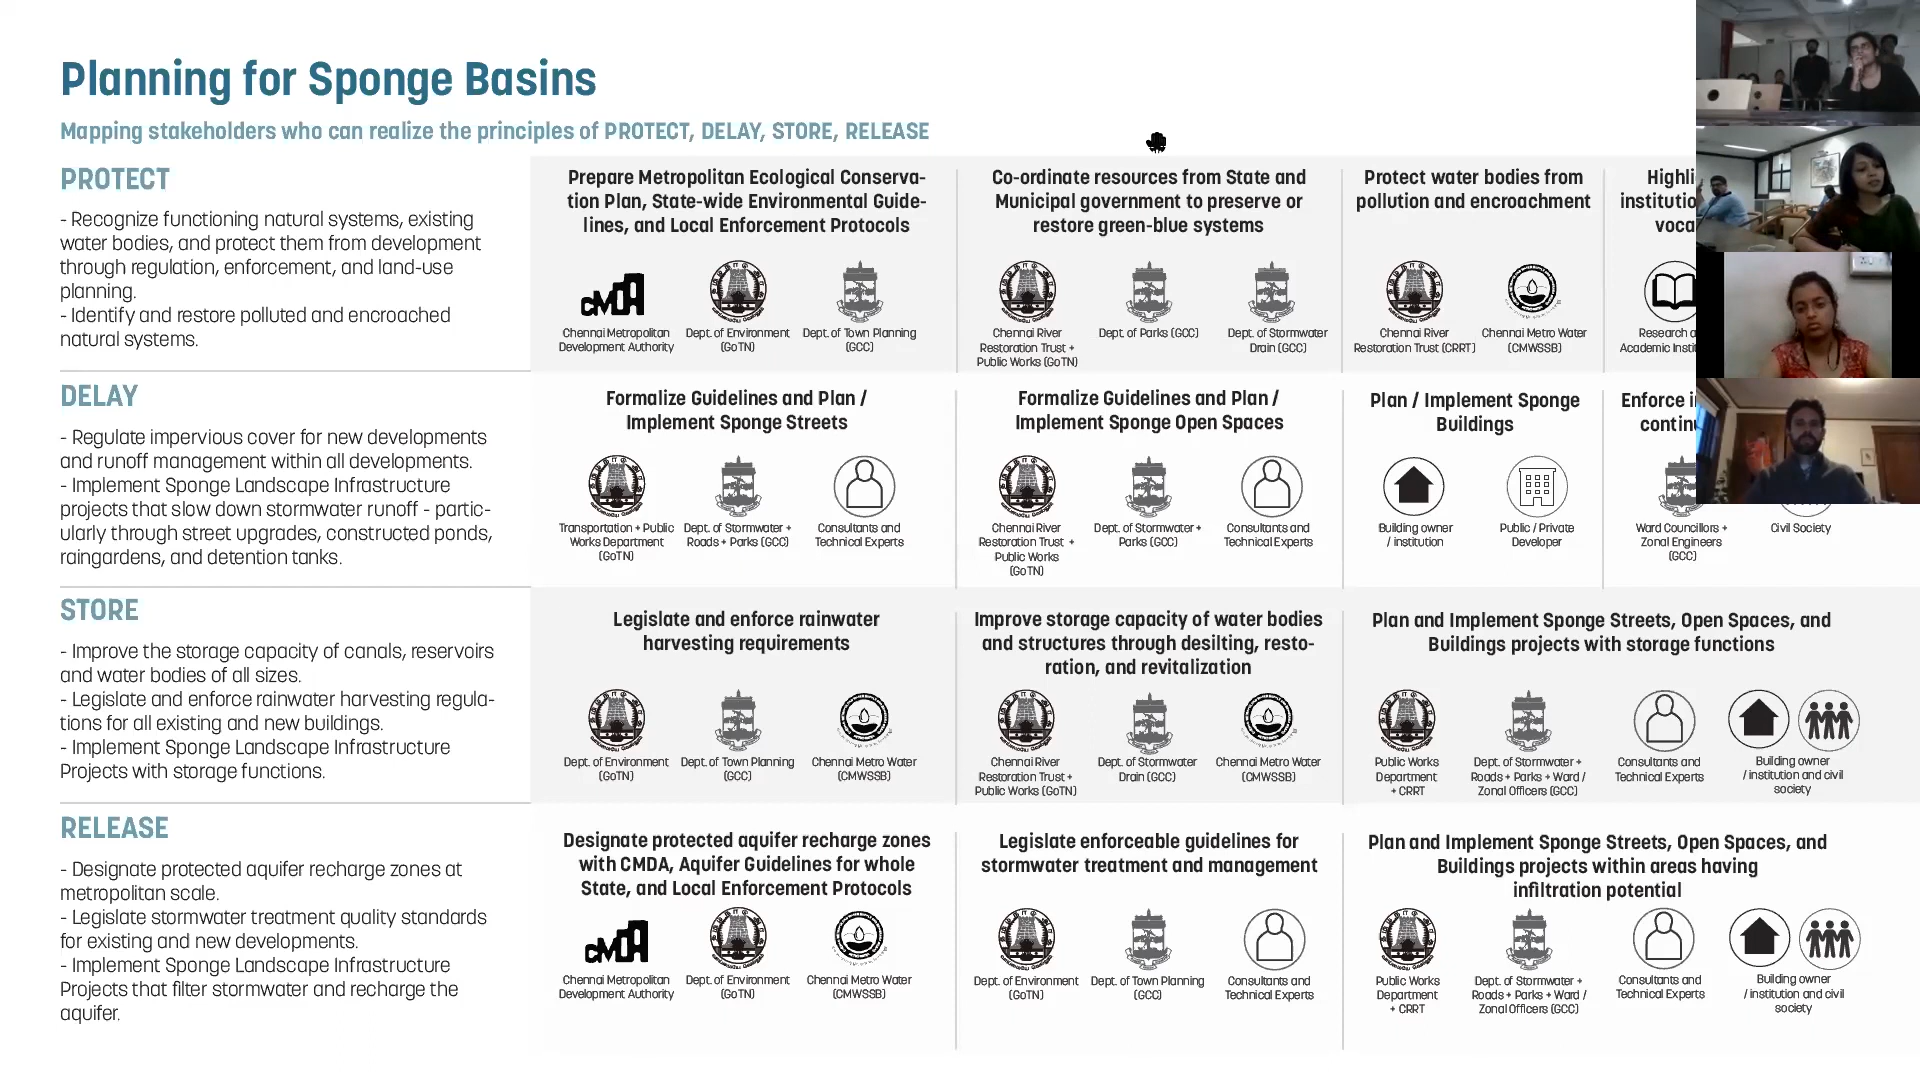 Planning for Sponge Basins
Mapping stakeholders who can realize the principles of PROTECT, DELAY, STORE, RELEASE
PROTECT
- Recognize functioning natural systems, existing
water bodies, and protect them from development
through regulation, enforcement, and land-use
planning.
- Identify and restore polluted and encroached
natural systems.
Prepare Metropolitan Ecological Conserva-
tion Plan, State-wide Environmental Guide-
lines, and Local Enforcement Protocols
CMDA
Chennai Metropolitan
Development Authority
Dept. of Environment
(GoTN)
Dept. of Town Planning
(GCC)
Co-ordinate resources from State and
Municipal government to preserve or
restore green-blue systems
Chennai River
Restoration Trust +
Public Works (GoTN)
Dept. of Parks (GCC)
Dept. of Stormwater
Drain (GCC)
Protect water bodies from
pollution and encroachment
Chennai River
Restoration Trust (CRRT)
Chennai Metro Water
(CMWSSB)
Highli
institutio
voca
Research a
Academic Instit
DELAY
- Regulate impervious cover for new developments
and runoff management within all developments.
- Implement Sponge Landscape Infrastructure
projects that slow down stormwater runoff - partic-
ularly through street upgrades, constructed ponds,
raingardens, and detention tanks.
Formalize Guidelines and Plan /
Implement Sponge Streets
Transportation + Public
Works Department
(GoTN)
Dept. of Stormwater +
Roads + Parks (GCC)
Consultants and
Technical Experts
Formalize Guidelines and Plan /
Implement Sponge Open Spaces
Chennai River
Restoration Trust +
Public Works
(GoTN)
Dept. of Stormwater +
Parks (GCC)
Consultants and
Technical Experts
Plan / Implement Sponge
Buildings
Building owner
/ institution
Public / Private
Developer
Enforce i
contin
Ward Councillors +
Zonal Engineers
(GCC)
Civil Society
STORE
- Improve the storage capacity of canals, reservoirs
and water bodies of all sizes.
- Legislate and enforce rainwater harvesting regula-
tions for all existing and new buildings.
- Implement Sponge Landscape Infrastructure
Projects with storage functions.
Legislate and enforce rainwater
harvesting requirements
Dept. of Environment
(GoTN)
Dept. of Town Planning
(GCC)
Chennai Metro Water
(CMWSSB)
Improve storage capacity of water bodies
and structures through desilting, resto-
ration, and revitalization
Chennai River
Restoration Trust +
Public Works (GoTN)
Dept. of Stormwater
Drain (GCC)
Chennai Metro Water
(CMWSSB)
Plan and Implement Sponge Streets, Open Spaces, and
Buildings projects with storage functions
Public Works
Department
+ CRRT
Dept. of Stormwater +
Roads + Parks + Ward /
Zonal Officers (GCC)
Consultants and
Technical Experts
Building owner
/ institution and civil
society
RELEASE
- Designate protected aquifer recharge zones at
metropolitan scale.
- Legislate stormwater treatment quality standards
for existing and new developments.
- Implement Sponge Landscape Infrastructure
Projects that filter stormwater and recharge the
aquifer.
Designate protected aquifer recharge zones
with CMDA, Aquifer Guidelines for whole
State, and Local Enforcement Protocols
CMDA
Chennai Metropolitan
Development Authority
Dept. of Environment
(GoTN)
Chennai Metro Water
(CMWSSB)
Legislate enforceable guidelines for
stormwater treatment and management
Dept. of Environment
(GoTN)
Dept. of Town Planning
(GCC)
Consultants and
Technical Experts
Plan and Implement Sponge Streets, Open Spaces, and
Buildings projects within areas having
infiltration potential
Public Works
Department
+ CRRT
Dept. of Stormwater +
Roads + Parks + Ward /
Zonal Officers (GCC)
Consultants and
Technical Experts
Building owner
/ institution and civil
society